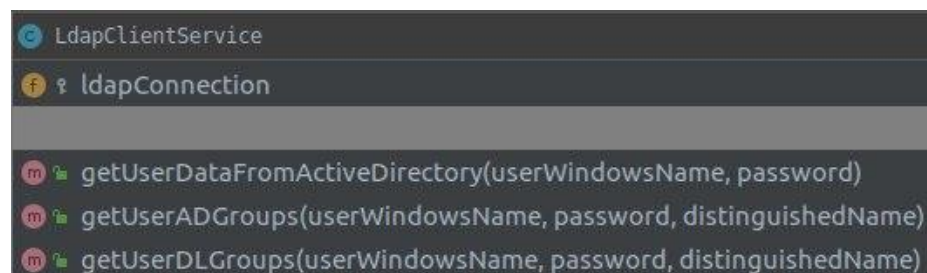 LdapClientService
ldapConnection
getUserDataFromActiveDirectory(userWindowsName, password)
getUserADGroups(userWindowsName, password, distinguishedName)
getUserDLGroups(userWindowsName, password, distinguishedName)